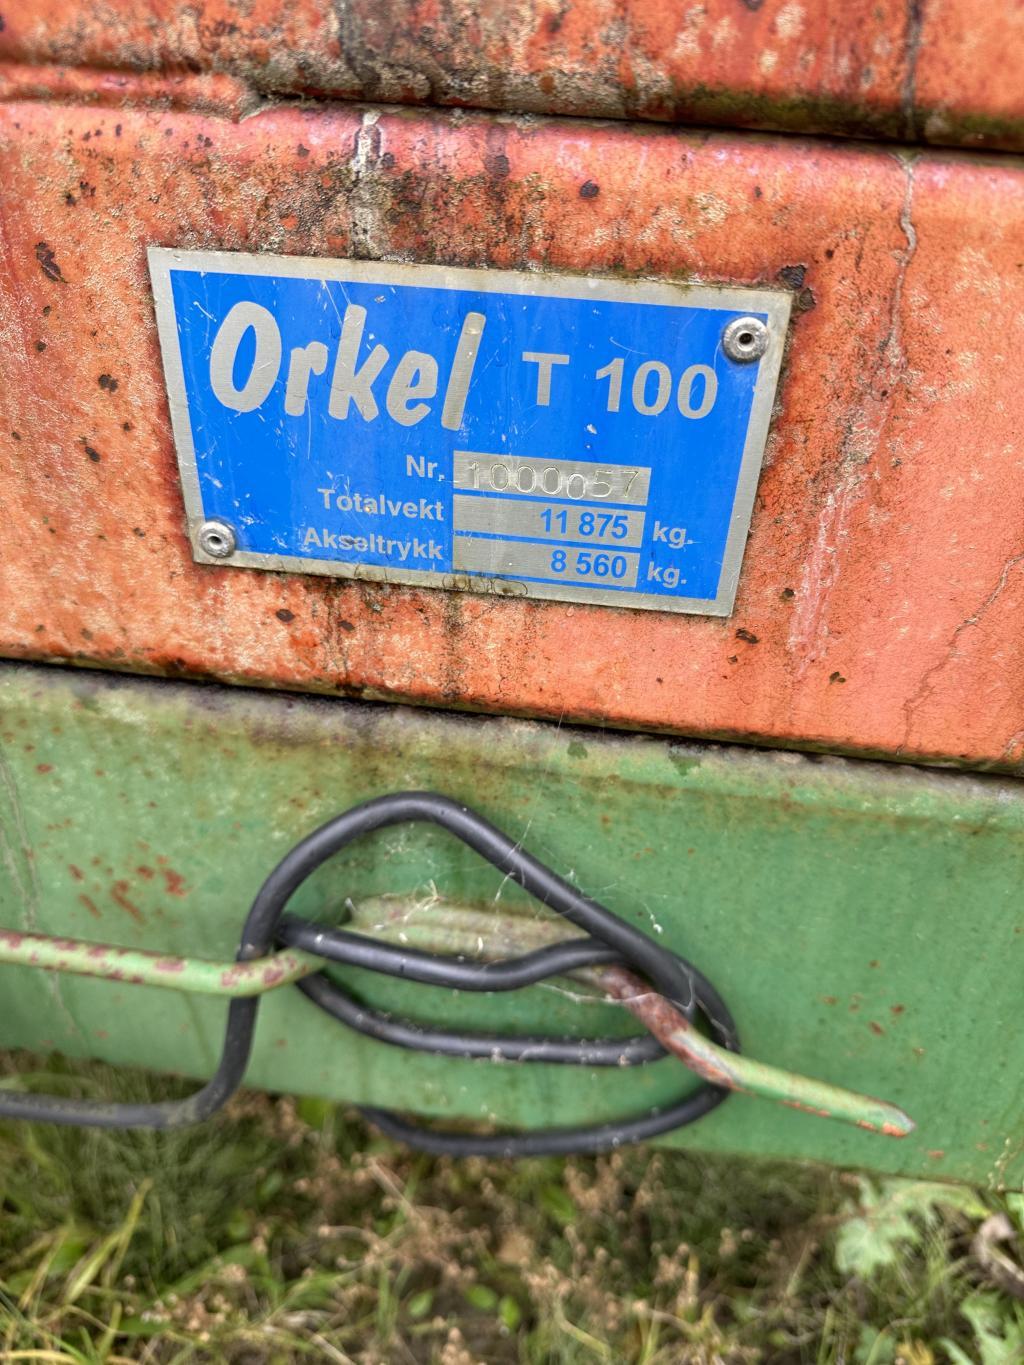 Orkel T 100
Nr. 1000057
Totalvekt 11 875 kg.
Akseltrykk 8 560 kg.